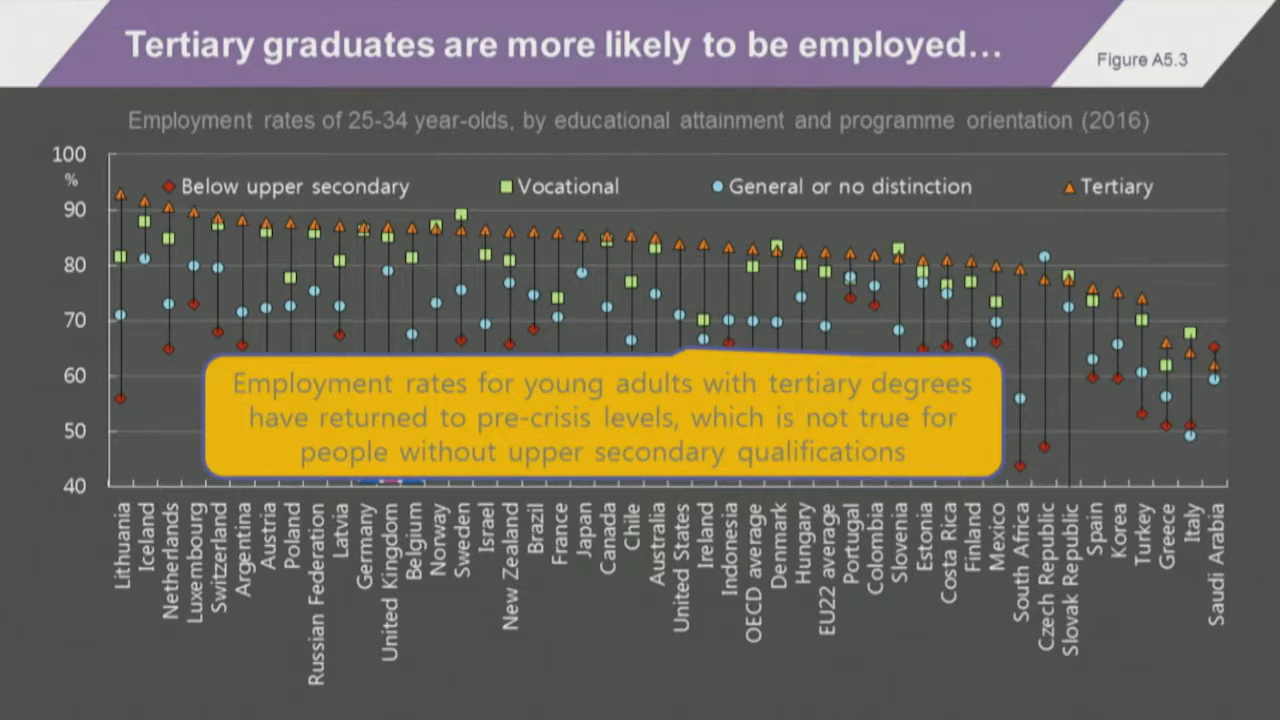 Tertiary graduates are more likely to be employed...
Figure A5.3
Employment rates of 25-34 year-olds, by educational attainment and programme orientation (2016)
100
%
Below upper secondary
Vocational
General or no distinction
Tertiary
90
80
70
60
50
40
Employment rates for young adults with tertiary degrees
have returned to pre-crisis levels, which is not true for
people without upper secondary qualifications
Lithuania
Iceland
Netherlands
Luxembourg
Switzerland
Argentina
Austria
Poland
Russian Federation
Latvia
Germany
United Kingdom
Belgium
Norway
Sweden
Israel
New Zealand
Brazil
France
Japan
Canada
Chile
Australia
United States
Ireland
Indonesia
OECD average
Denmark
Hungary
EU22 average
Portugal
Colombia
Slovenia
Estonia
Costa Rica
Finland
Mexico
South Africa
Czech Republic
Slovak Republic
Spain
Korea
Turkey
Greece
Italy
Saudi Arabia